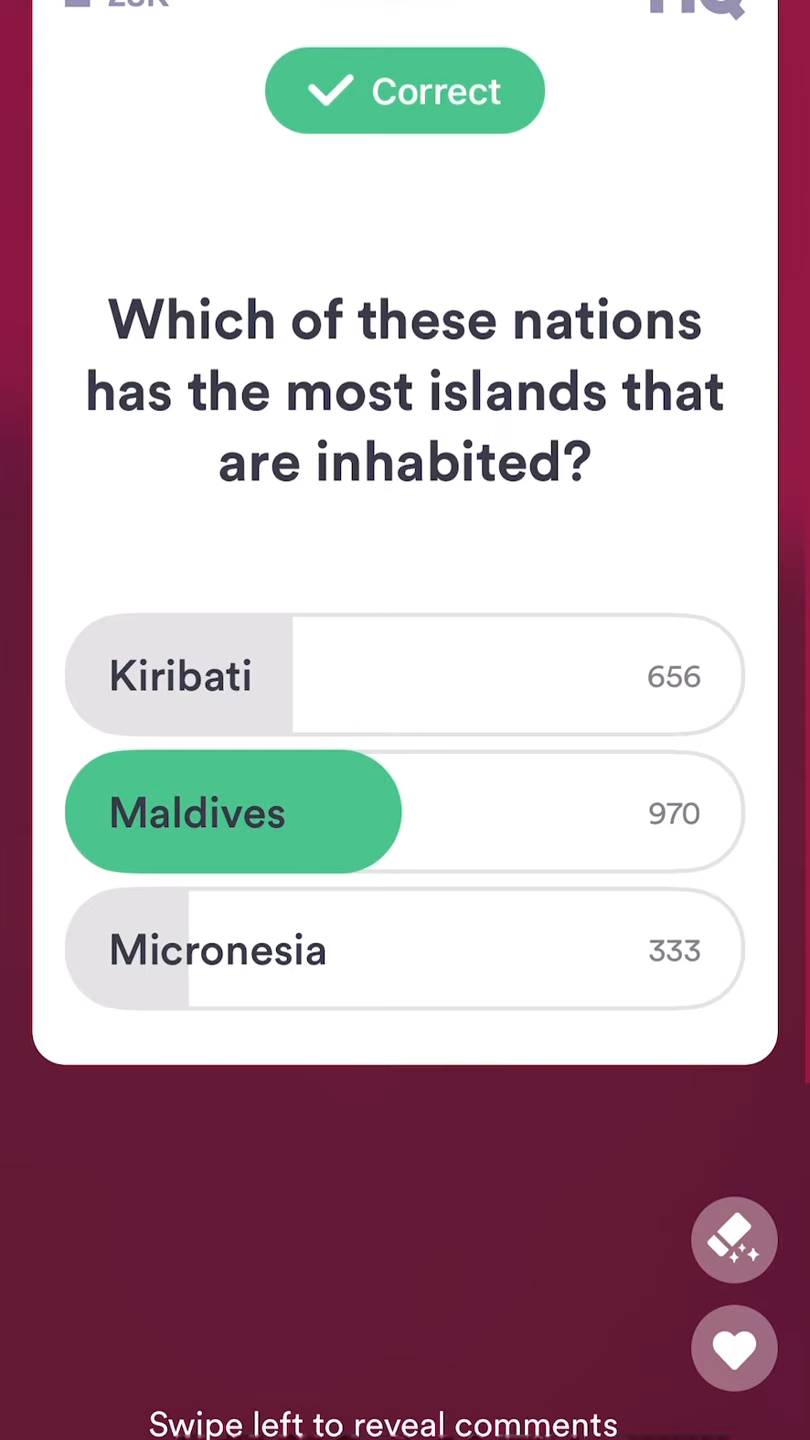 Correct
Which of these nations
has the most islands that
are inhabited?
Kiribati 656
Maldives 970
Micronesia 333
Swipe left to reveal comments